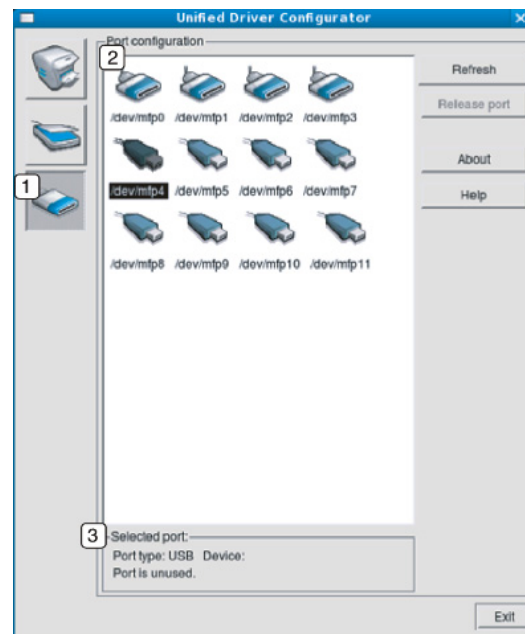 Unified Driver Configurator
Port configuration
2
/dev/mfp0 /dev/mfp1 /dev/mfp2 /dev/mfp3
/dev/mfp4 /dev/mfp5 /dev/mfp6 /dev/mfp7
/dev/mfp8 /dev/mfp9 /dev/mfp10 /dev/mfp11
1
Refresh
Release port
About
Help
3
Selected port:
Port type: USB Device:
Port is unused.
Exit